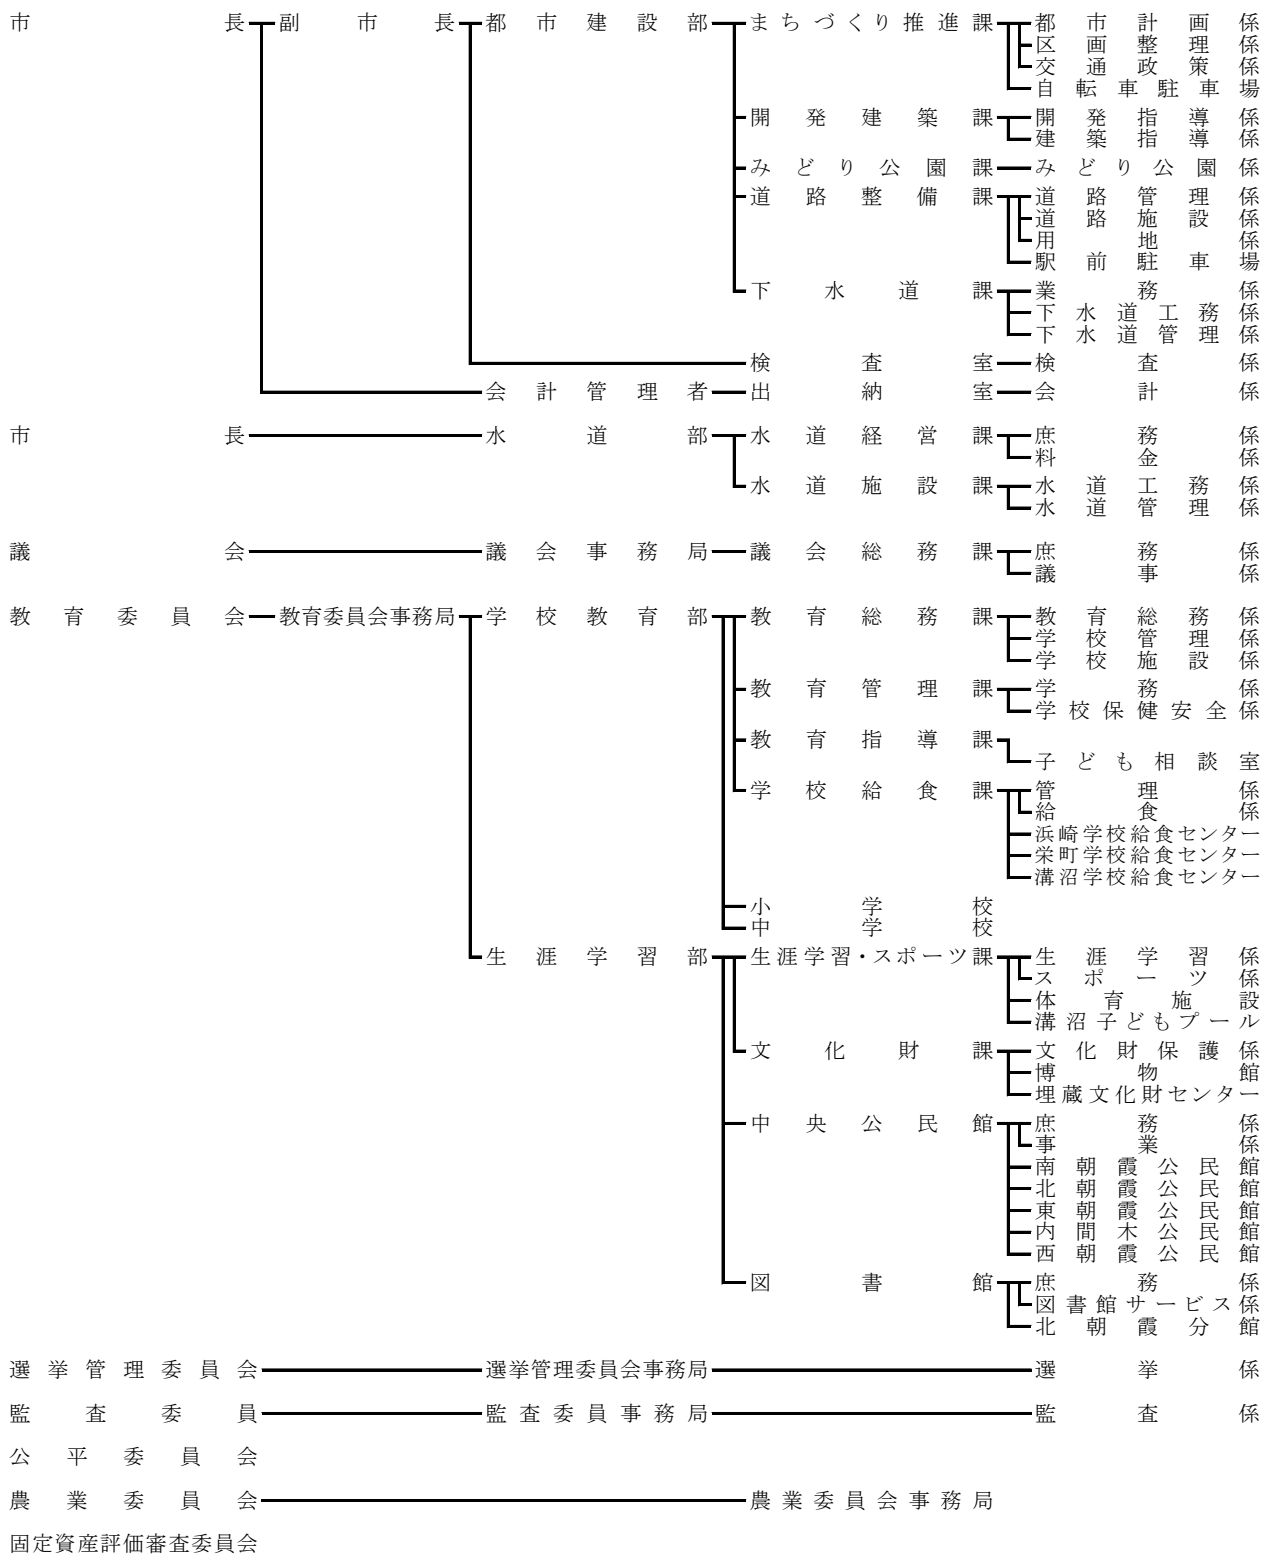 市長 副市長 都市建設部 まちづくり推進課 都市計画係
区画整理係
交通政策係
自転車駐車場
開発建築課 開発指導係
建築指導係
みどり公園課 みどり公園係
道路整備課 道路管理係
道路施設係
用地係
駅前駐車場
下水道課 業務係
下水道工務係
下水道管理係
検査室 検査係
会計管理者 出納室 会計係
市長 水道部 水道経営課 庶務係
料金係
水道施設課 水道工務係
水道管理係
議会 議会事務局 議会総務課 庶務係
議事係
教育委員会 教育委員会事務局 学校教育部 教育総務課 教育総務係
学校管理係
学校施設係
教育管理課 学務係
学校保健安全係
教育指導課
子ども相談室
学校給食課 管理係
給食係
浜崎学校給食センター
栄町学校給食センター
溝沼学校給食センター
小学校
中学校
生涯学習部 生涯学習・スポーツ課 生涯学習係
スポーツ係
体育施設
溝沼子どもプール
文化財課 文化財保護係
博物館
埋蔵文化財センター
中央公民館 庶務係
事業係
南朝霞公民館
北朝霞公民館
東朝霞公民館
内間木公民館
西朝霞公民館
図書館 庶務係
図書館サービス係
北朝霞分館
選挙管理委員会 選挙管理委員会事務局 選挙係
監査委員 監査委員事務局 監査係
公平委員会
農業委員会 農業委員会事務局
固定資産評価審査委員会